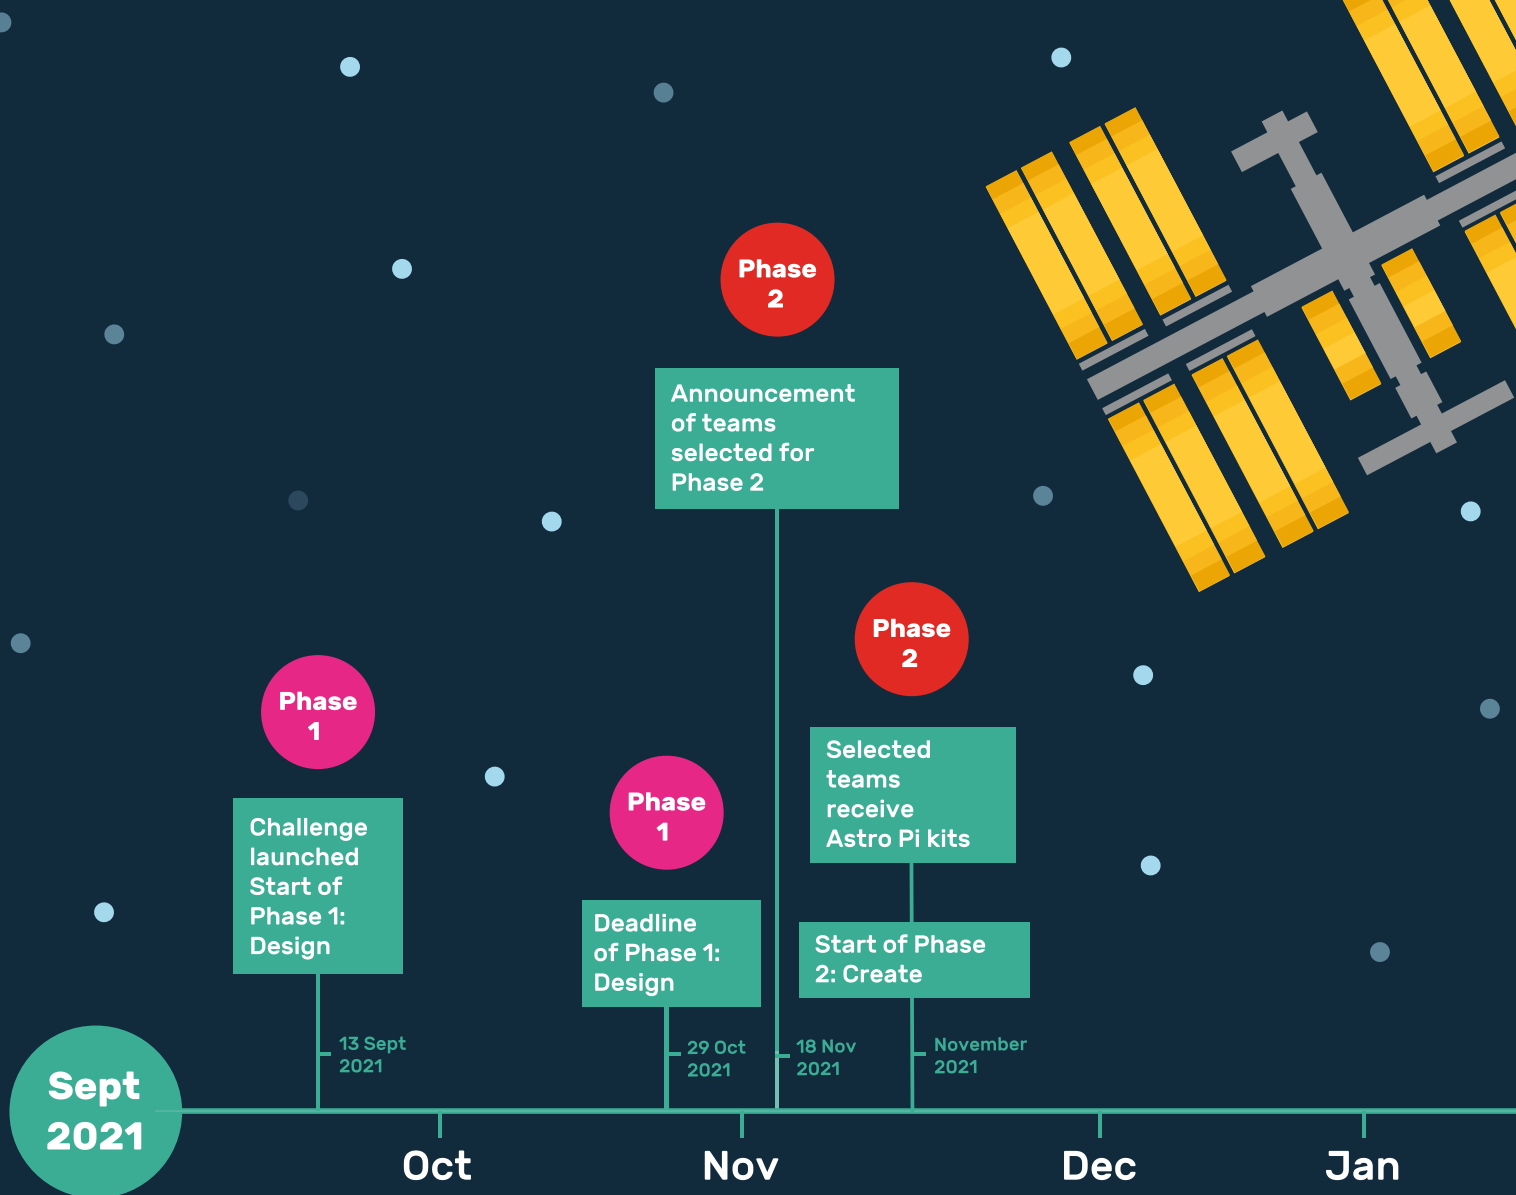 Phase
2
Announcement
of teams
selected for
Phase 2
Phase
2
Selected
teams
receive
Astro Pi kits
Phase
1
Challenge
launched
Start of
Phase 1:
Design
Phase
1
Deadline
of Phase 1:
Design
Start of Phase
2: Create
13 Sept
2021
29 Oct
2021
18 Nov
2021
November
2021
Sept
2021
Oct
Nov
Dec
Jan